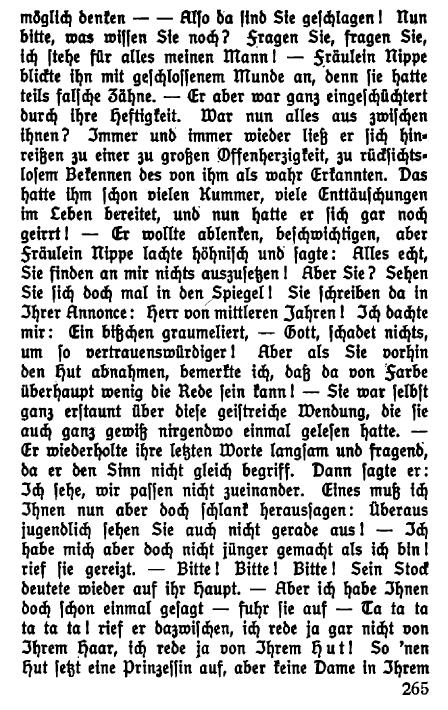 möglich denken — — Also da sind Sie geschlagen! Nun
bitte, was wissen Sie noch? Fragen Sie, fragen Sie,
ich stehe für alles meinen Mann! — Fräulein Nippe
blickte ihn mit geschlossenem Munde an, denn sie hatte
teils falsche Zähne. — Er aber war ganz eingeschüchtert
durch ihre Heftigkeit. War nun alles aus zwischen
ihnen? Immer und immer wieder ließ er sich hin-
reißen zu einer zu großen Offenherzigkeit, zu rücksichts-
losem Bekennen des von ihm als wahr Erkannten. Das
hatte ihm schon vielen Kummer, viele Enttäuschungen
im Leben bereitet, und nun hatte er sich gar noch
geirrt! — Er wollte ablenken, beschwichtigen, aber
Fräulein Nippe lachte höhnisch und sagte: Alles echt,
Sie finden an mir nichts auszusetzen! Aber Sie? Sehen
Sie sich doch mal in den Spiegel! Sie schreiben da in
Ihrer Annonce: Herr von mittleren Jahren! Ich dachte
mir: Ein bißchen graumeliert, — Gott, schadet nichts,
um so vertrauenswürdiger! Aber als Sie vorhin
den Hut abnahmen, bemerkte ich, daß da von Farbe
überhaupt wenig die Rede sein kann! — Sie war selbst
ganz erstaunt über diese geistreiche Wendung, die sie
auch ganz gewiß nirgendwo einmal gelesen hatte. —
Er wiederholte ihre letzten Worte langsam und fragend,
da er den Sinn nicht gleich begriff. Dann sagte er:
Ich sehe, wir passen nicht zueinander. Eines muß ich
Ihnen nun aber doch schlank heraussagen: Überaus
jugendlich sehen Sie auch nicht gerade aus! — Ich
habe mich aber doch nicht jünger gemacht als ich bin!
rief sie gereizt. — Bitte! Bitte! Bitte! Sein Stock
deutete wieder auf ihr Haupt. — Aber ich habe Ihnen
doch schon einmal gesagt — fuhr sie auf — Ta ta ta
ta ta ta! rief er dazwischen, ich rede ja gar nicht von
Ihrem Haar, ich rede ja von Ihrem Hut! So 'nen
Hut setzt eine Prinzessin auf, aber keine Dame in Ihrem
265